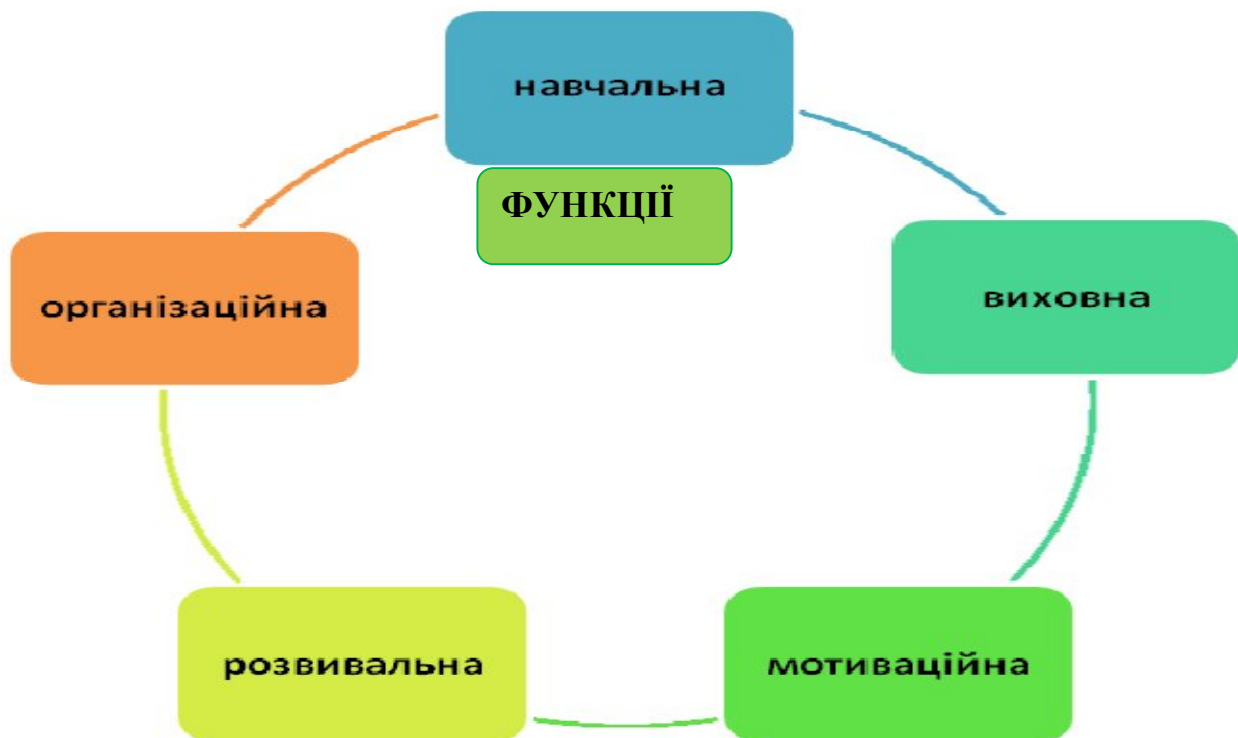 навчальна
ФУНКЦІЇ
організаційна
виховна
розвивальна
мотиваційна